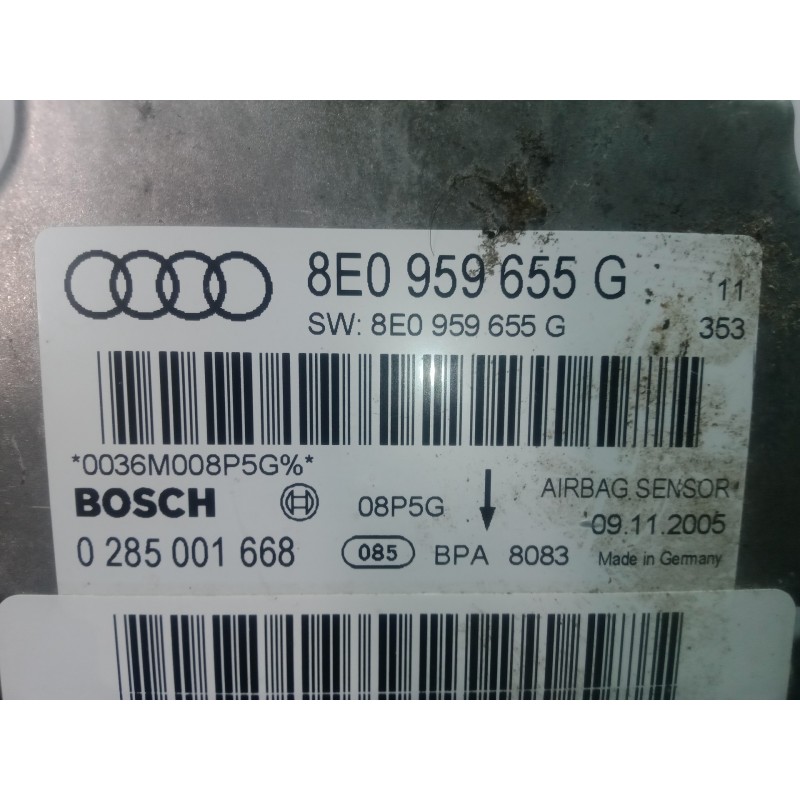 8E0 959 655 G 11
SW: 8E0 959 655 G 353
*0036M008P5G%*
BOSCH 08P5G AIRBAG SENSOR
09.11.2005
0 285 001 668 085 BPA 8083 Made in Germany